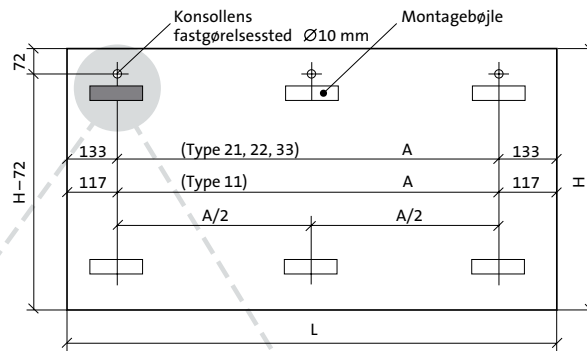 Konsollens
fastgørelsessted Ø10 mm
Montagebøjle
72
133
(Type 21, 22, 33)
A
133
117
(Type 11)
A
117
H–72
H
A/2
A/2
L